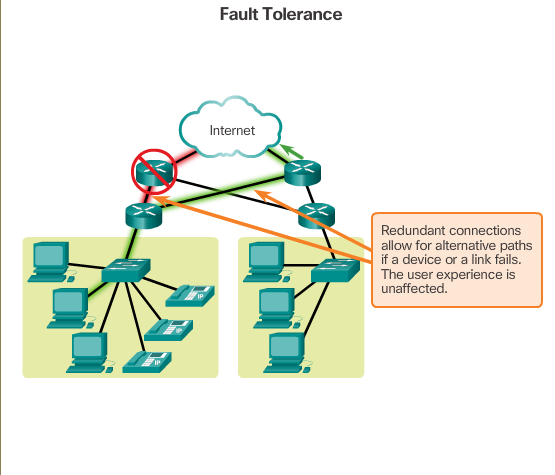 Fault Tolerance
Internet
Redundant connections
allow for alternative paths
if a device or a link fails.
The user experience is
unaffected.
IP
IP
IP